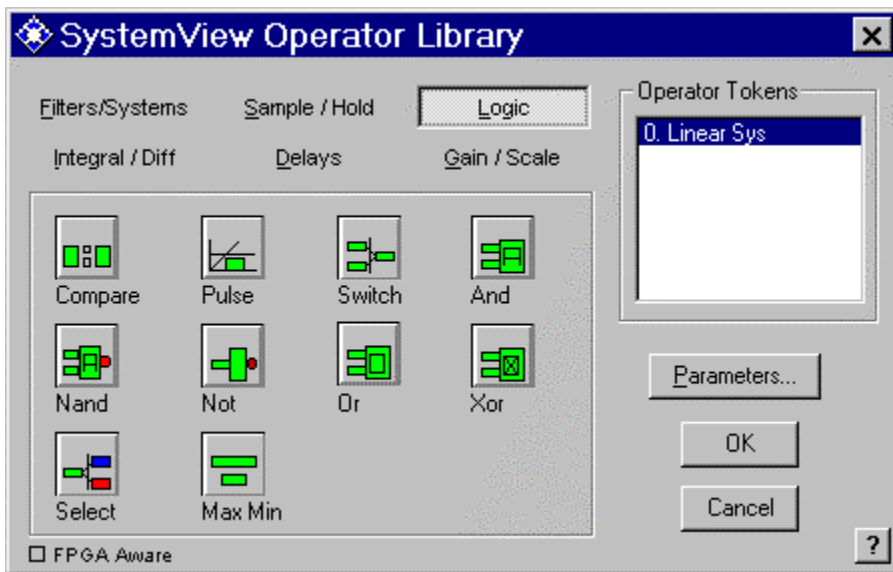 SystemView Operator Library
Filters/Systems Sample / Hold Logic
Integral / Diff Delays Gain / Scale
Operator Tokens
0. Linear Sys
Compare Pulse Switch And
Nand Not Or Xor
Select Max Min
Parameters...
OK
Cancel
FPGA Aware
?